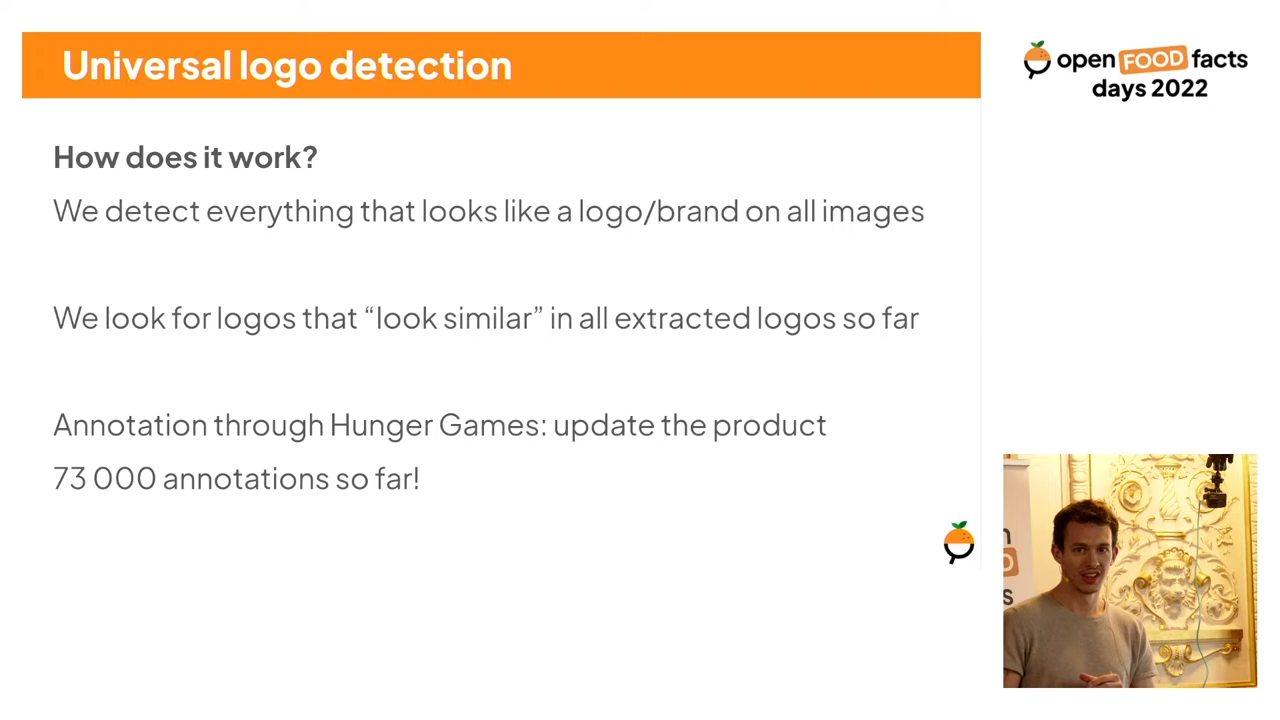 Universal logo detection
open FOOD facts
days 2022
How does it work?
We detect everything that looks like a logo/brand on all images
We look for logos that “look similar” in all extracted logos so far
Annotation through Hunger Games: update the product
73 000 annotations so far!